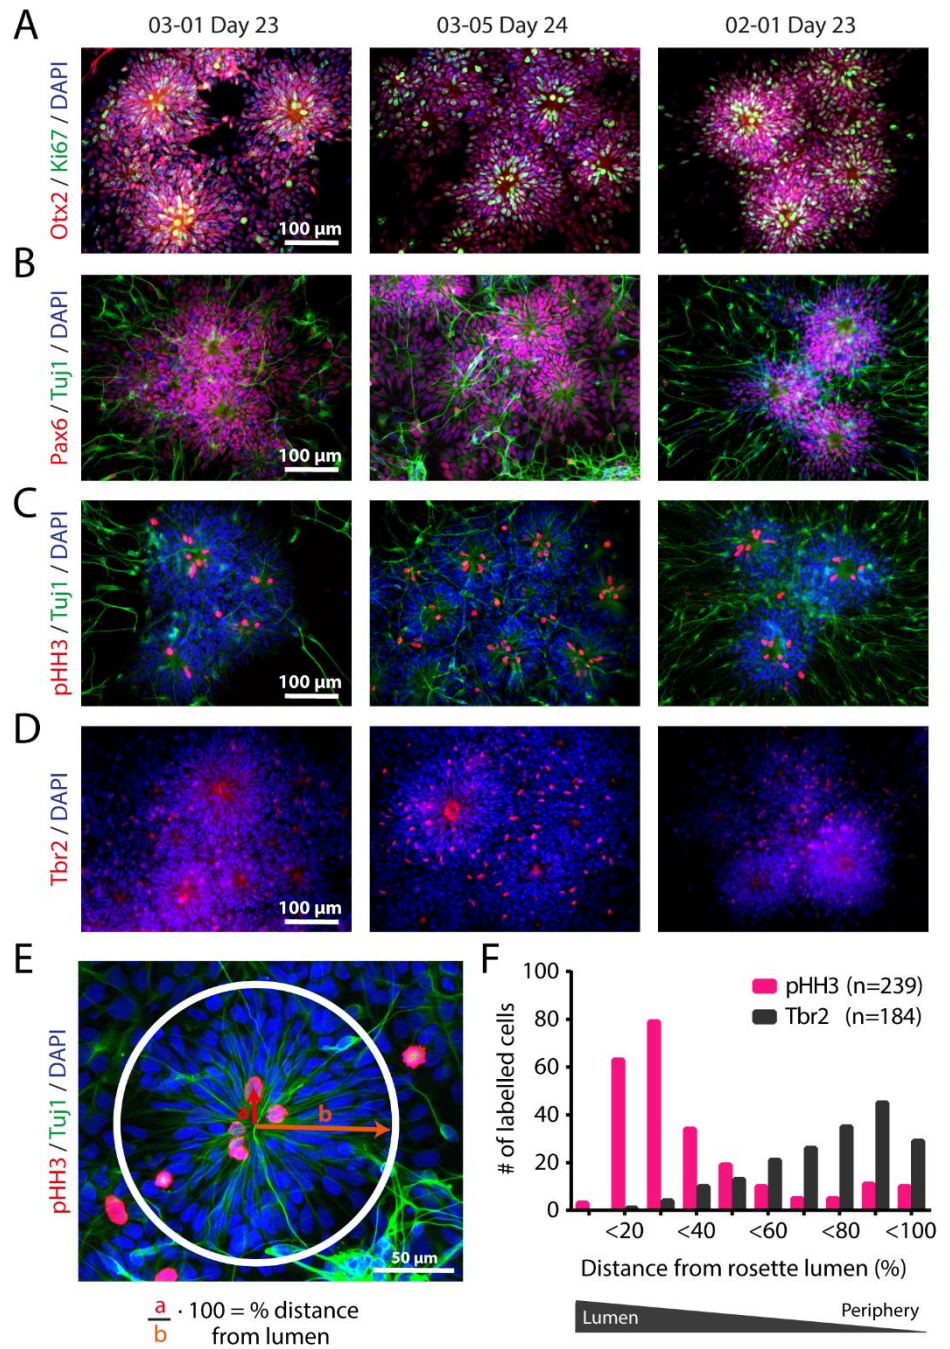 A
03-01 Day 23
03-05 Day 24
02-01 Day 23
Otx2 / Ki67 / DAPI
100 µm
B
Pax6 / Tuj1 / DAPI
100 µm
C
pHH3 / Tuj1 / DAPI
100 µm
D
Tbr2 / DAPI
100 µm
E
pHH3 / Tuj1 / DAPI
a
b
50 µm
a
b
· 100 = % distance
from lumen
F
# of labelled cells
100
80
60
40
20
0
pHH3 (n=239)
Tbr2 (n=184)
<20 <40 <60 <80 <100
Distance from rosette lumen (%)
Lumen
Periphery